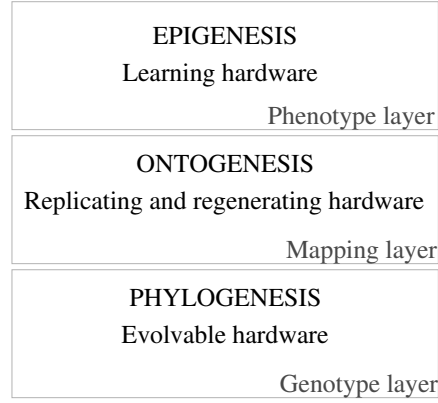 EPIGENESIS
Learning hardware
Phenotype layer
ONTOGENESIS
Replicating and regenerating hardware
Mapping layer
PHYLOGENESIS
Evolvable hardware
Genotype layer